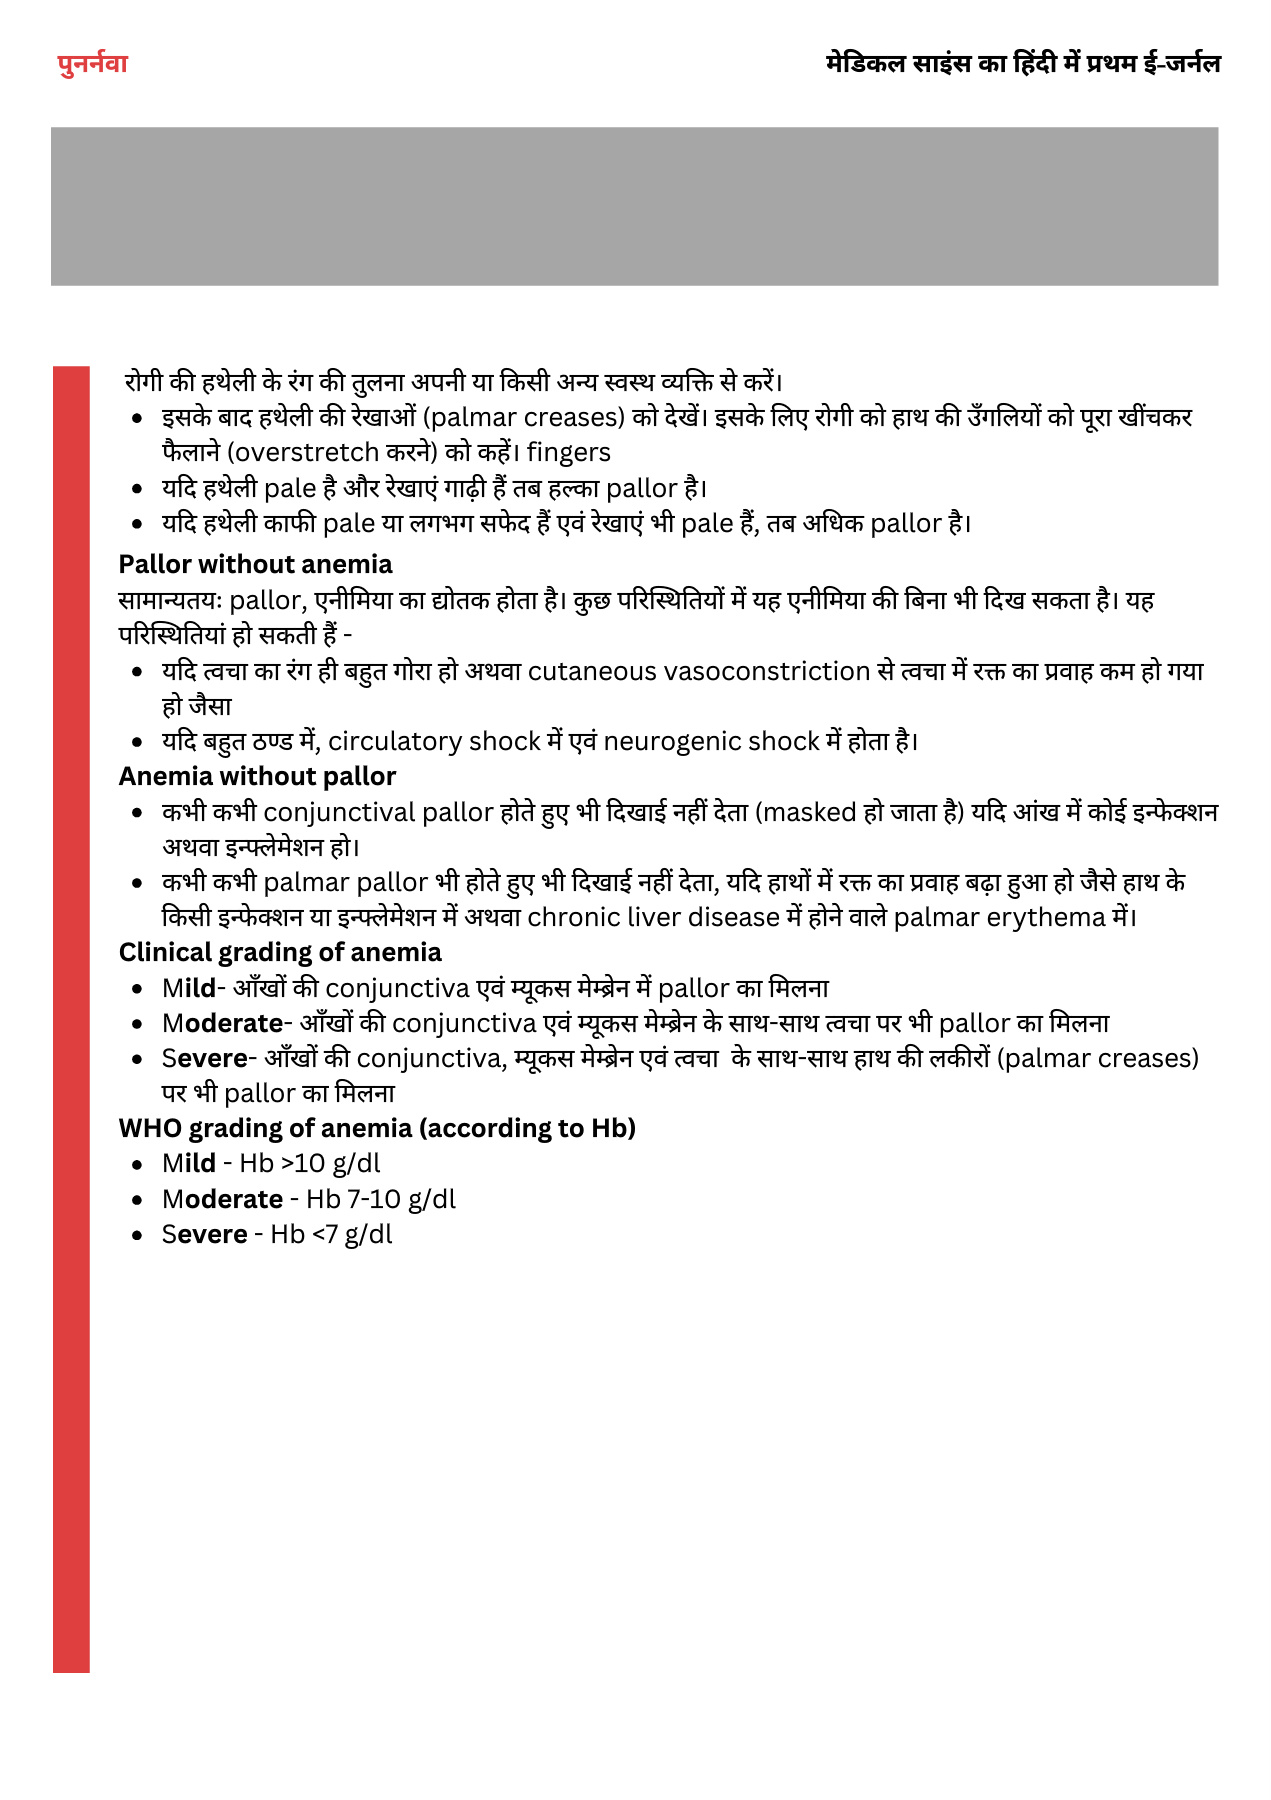 पुनर्नवा
मेडिकल साइंस का हिंदी में प्रथम ई-जर्नल
रोगी की हथेली के रंग की तुलना अपनी या किसी अन्य स्वस्थ व्यक्ति से करें।
• इसके बाद हथेली की रेखाओं (palmar creases) को देखें। इसके लिए रोगी को हाथ की उँगलियों को पूरा खींचकर
फैलाने (overstretch करने) को कहें। fingers
• यदि हथेली pale है और रेखाएं गाढ़ी हैं तब हल्का pallor है।
• यदि हथेली काफी pale या लगभग सफेद हैं एवं रेखाएं भी pale हैं, तब अधिक pallor है।
Pallor without anemia
सामान्यतयः pallor, एनीमिया का द्योतक होता है। कुछ परिस्थितियों में यह एनीमिया की बिना भी दिख सकता है। यह
परिस्थितियां हो सकती हैं -
• यदि त्वचा का रंग ही बहुत गोरा हो अथवा cutaneous vasoconstriction से त्वचा में रक्त का प्रवाह कम हो गया
हो जैसा
• यदि बहुत ठण्ड में, circulatory shock में एवं neurogenic shock में होता है।
Anemia without pallor
• कभी कभी conjunctival pallor होते हुए भी दिखाई नहीं देता (masked हो जाता है) यदि आंख में कोई इन्फेक्शन
अथवा इन्फ्लेमेशन हो।
• कभी कभी palmar pallor भी होते हुए भी दिखाई नहीं देता, यदि हाथों में रक्त का प्रवाह बढ़ा हुआ हो जैसे हाथ के
किसी इन्फेक्शन या इन्फ्लेमेशन में अथवा chronic liver disease में होने वाले palmar erythema में।
Clinical grading of anemia
• Mild- आँखों की conjunctiva एवं म्यूकस मेम्ब्रेन में pallor का मिलना
• Moderate- आँखों की conjunctiva एवं म्यूकस मेम्ब्रेन के साथ-साथ त्वचा पर भी pallor का मिलना
• Severe- आँखों की conjunctiva, म्यूकस मेम्ब्रेन एवं त्वचा के साथ-साथ हाथ की लकीरों (palmar creases)
पर भी pallor का मिलना
WHO grading of anemia (according to Hb)
• Mild - Hb >10 g/dl
• Moderate - Hb 7-10 g/dl
• Severe - Hb <7 g/dl